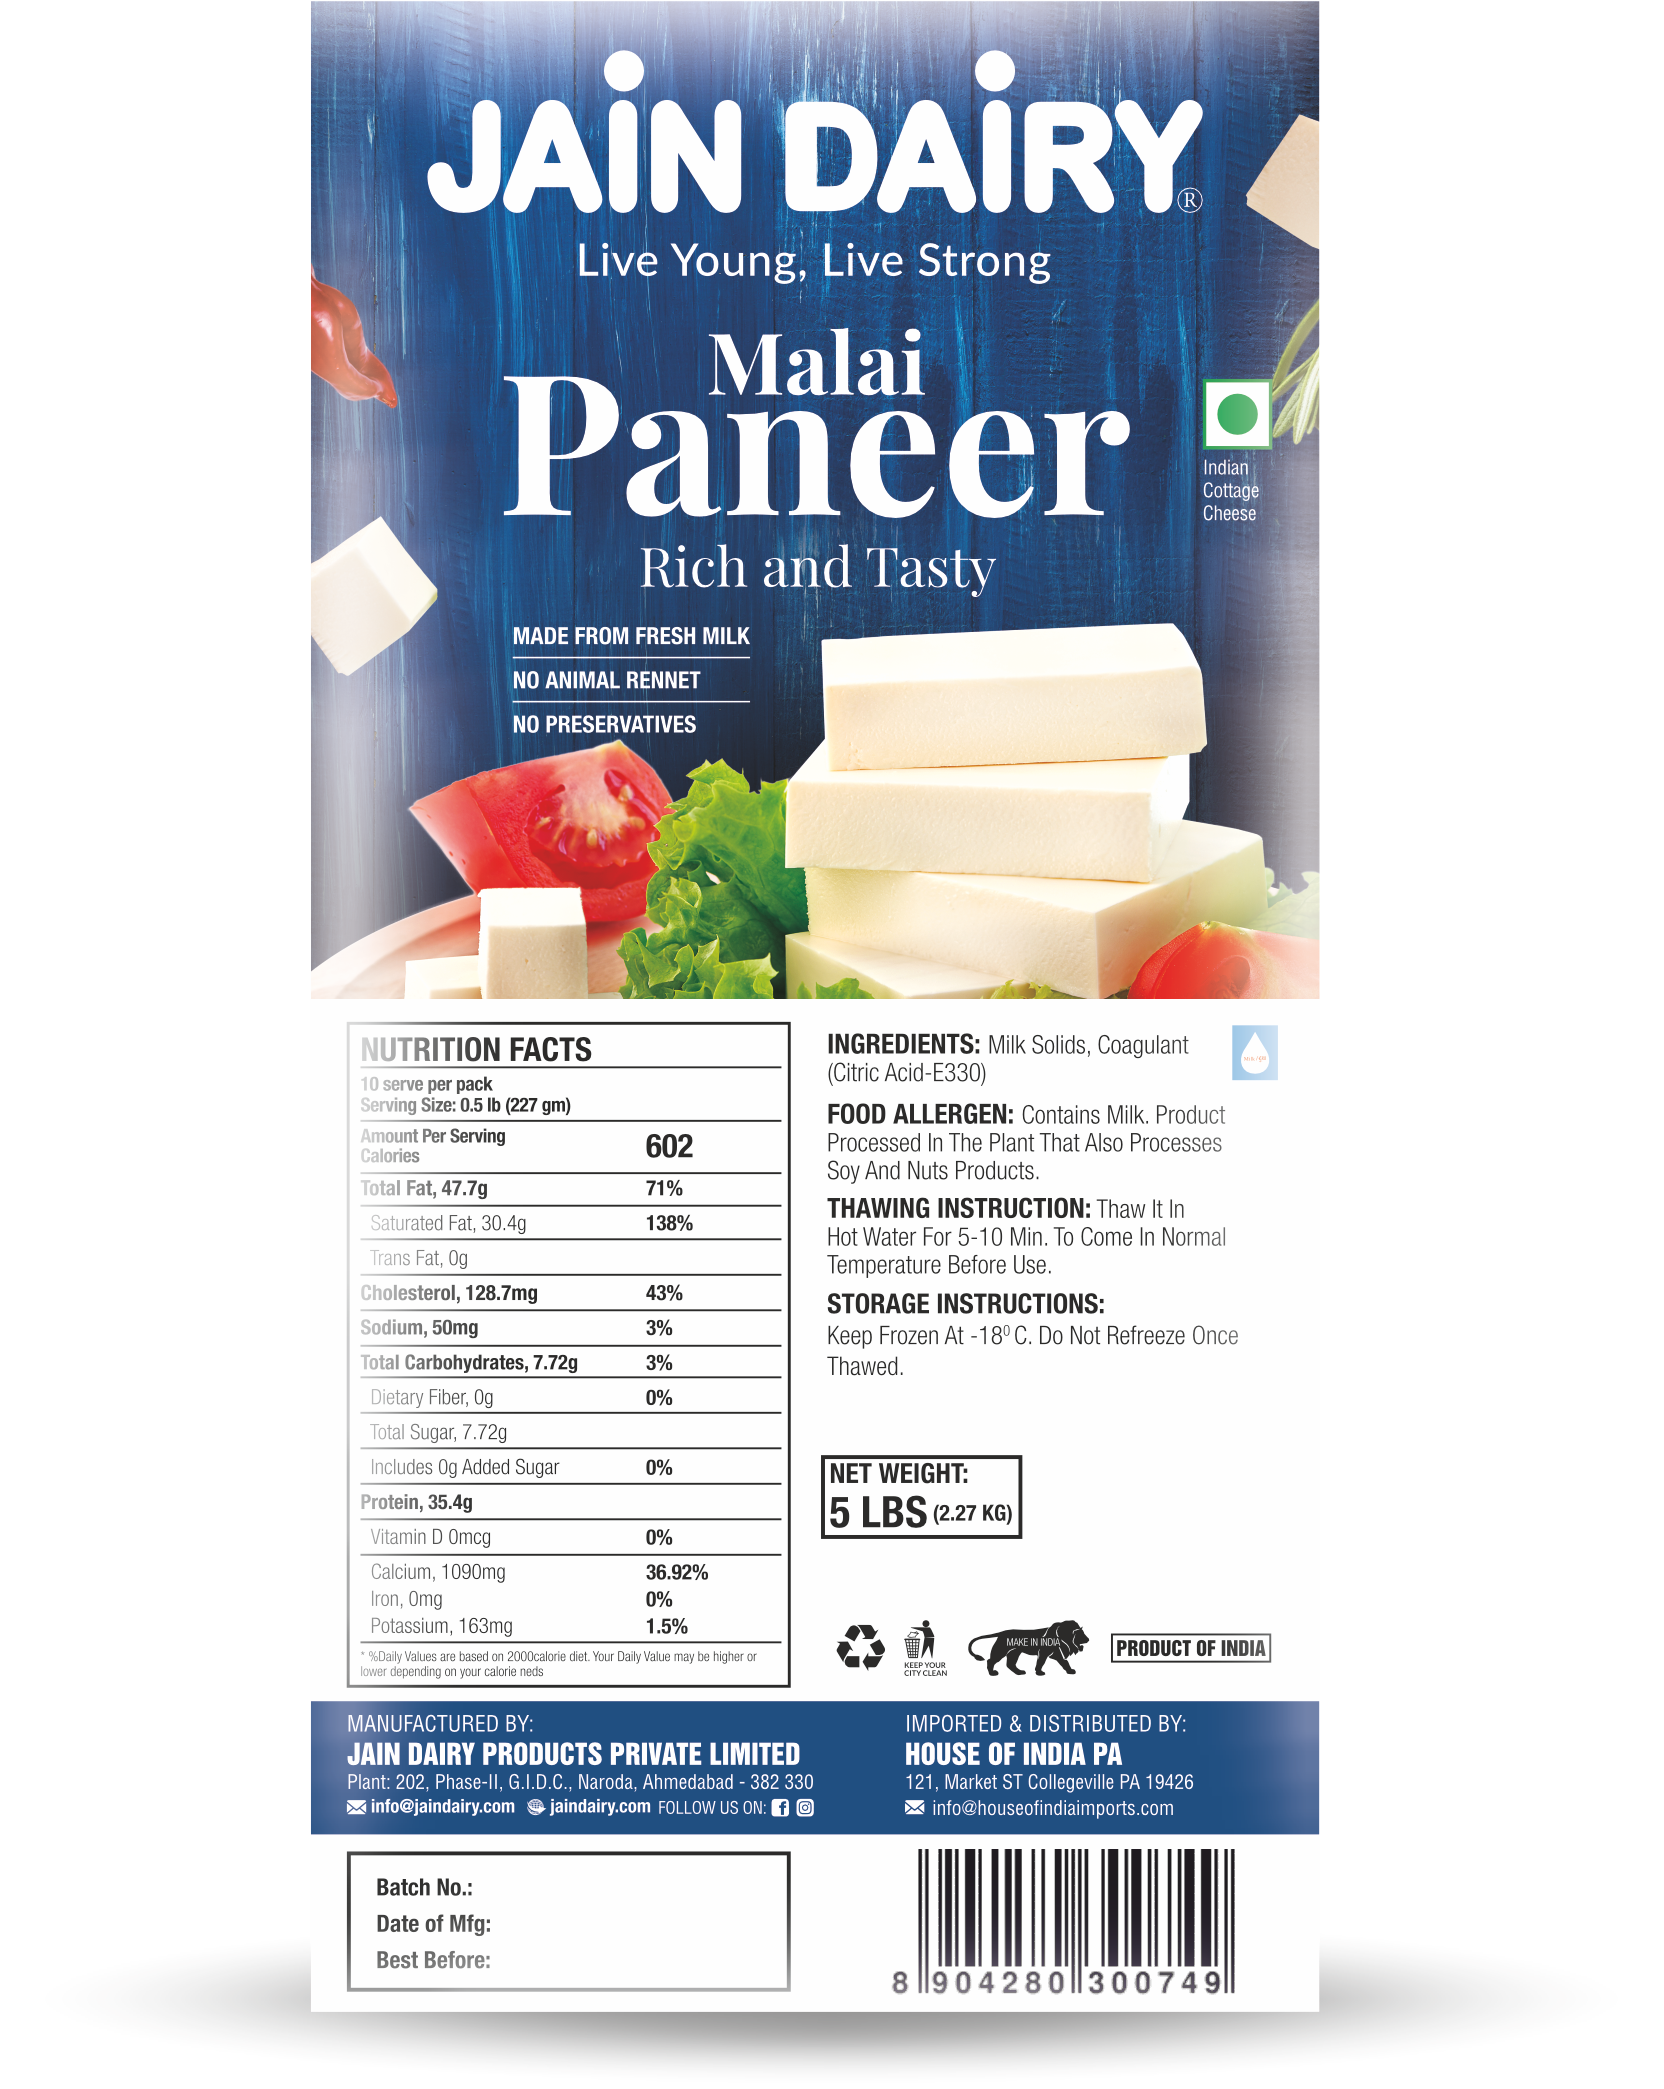 JAIN DAIRY®
Live Young, Live Strong
Malai
Paneer
Rich and Tasty
Indian
Cottage
Cheese
MADE FROM FRESH MILK
NO ANIMAL RENNET
NO PRESERVATIVES
NUTRITION FACTS
10 serve per pack
Serving Size: 0.5 lb (227 gm)
Amount Per Serving
Calories 602
Total Fat, 47.7g 71%
Saturated Fat, 30.4g 138%
Trans Fat, 0g
Cholesterol, 128.7mg 43%
Sodium, 50mg 3%
Total Carbohydrates, 7.72g 3%
Dietary Fiber, 0g 0%
Total Sugar, 7.72g
Includes 0g Added Sugar 0%
Protein, 35.4g
Vitamin D 0mcg 0%
Calcium, 1090mg 36.92%
Iron, 0mg 0%
Potassium, 163mg 1.5%
* %Daily Values are based on 2000calorie diet. Your Daily Value may be higher or
lower depending on your calorie neds
INGREDIENTS: Milk Solids, Coagulant
(Citric Acid-E330)
FOOD ALLERGEN: Contains Milk. Product
Processed In The Plant That Also Processes
Soy And Nuts Products.
THAWING INSTRUCTION: Thaw It In
Hot Water For 5-10 Min. To Come In Normal
Temperature Before Use.
STORAGE INSTRUCTIONS:
Keep Frozen At -18⁰ C. Do Not Refreeze Once
Thawed.
NET WEIGHT:
5 LBS (2.27 KG)
KEEP YOUR
CITY CLEAN
MAKE IN INDIA
PRODUCT OF INDIA
MANUFACTURED BY:
JAIN DAIRY PRODUCTS PRIVATE LIMITED
Plant: 202, Phase-II, G.I.D.C., Naroda, Ahmedabad - 382 330
info@jaindairy.com jaindairy.com FOLLOW US ON:
IMPORTED & DISTRIBUTED BY:
HOUSE OF INDIA PA
121, Market ST Collegeville PA 19426
info@houseofindiaimports.com
Batch No.:
Date of Mfg:
Best Before:
8 904280 300749